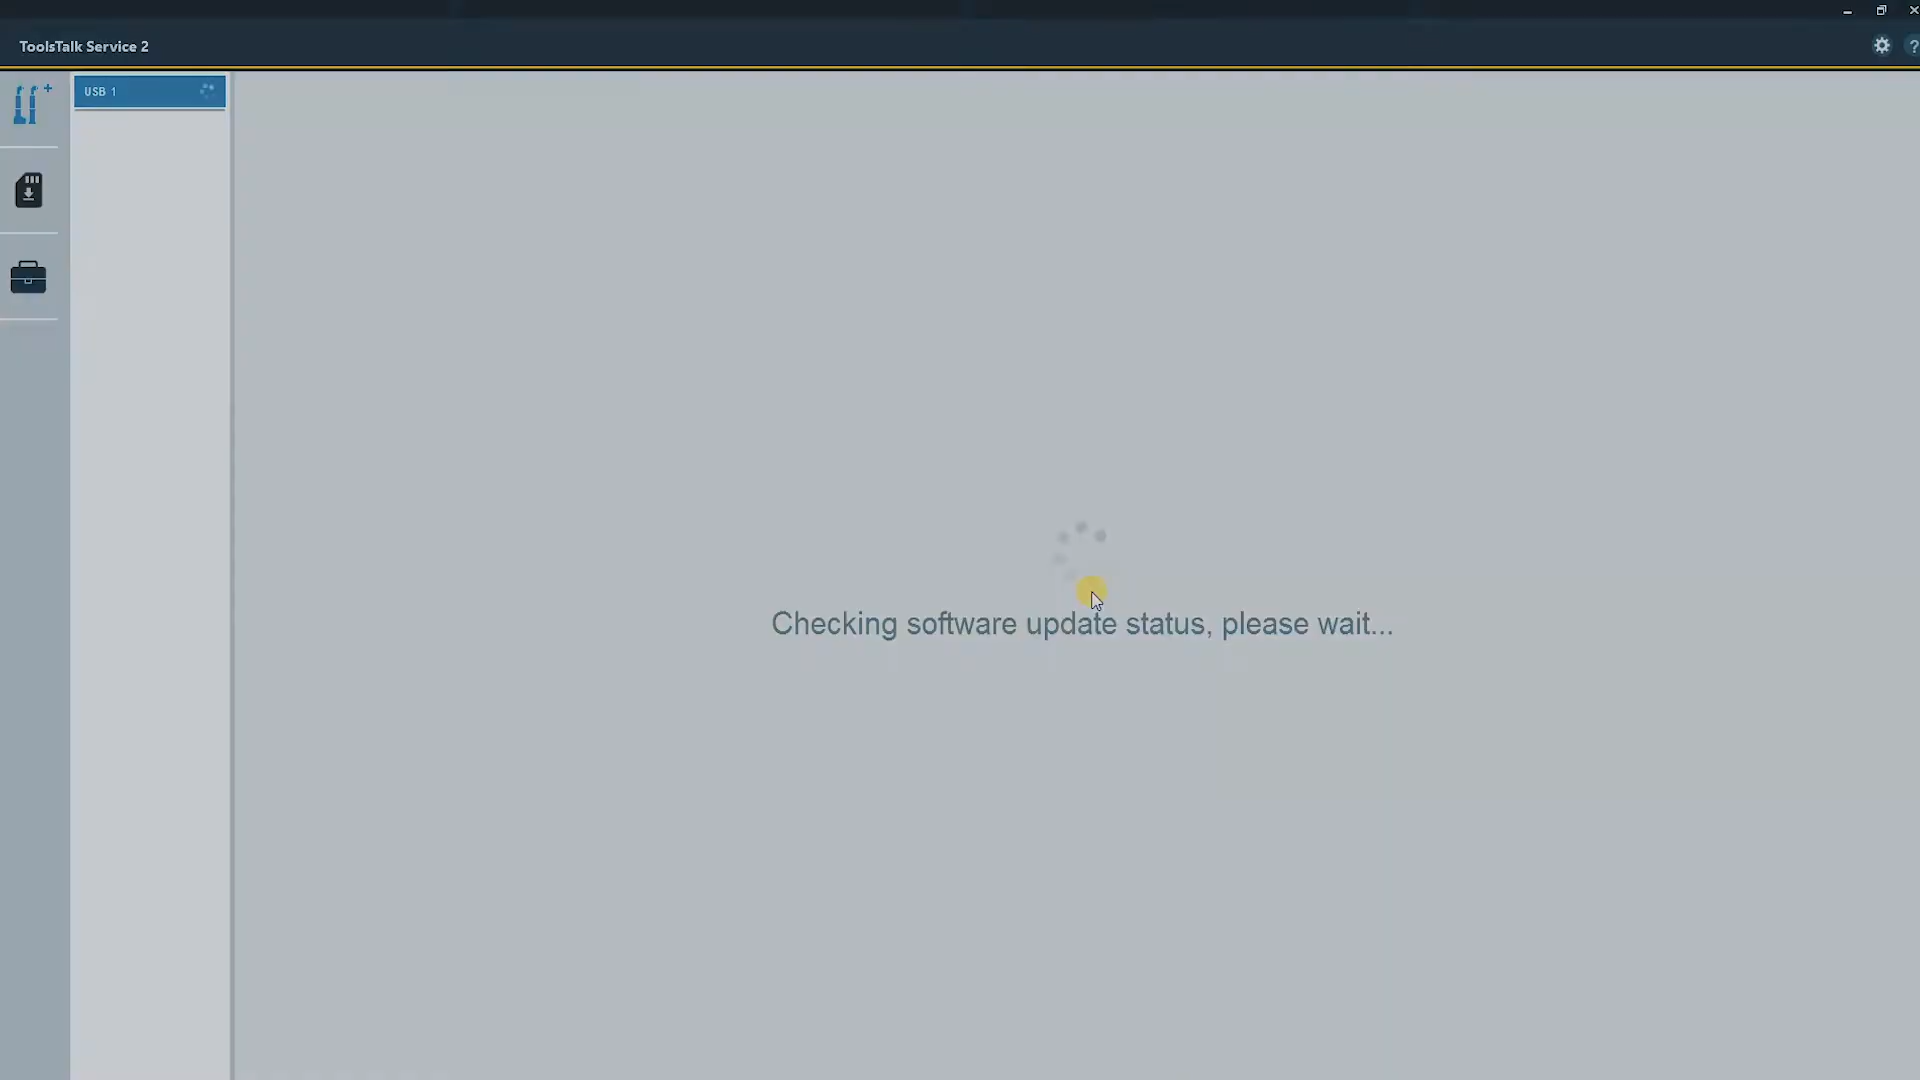 ToolsTalk Service 2
?
USB 1
Checking software update status, please wait...